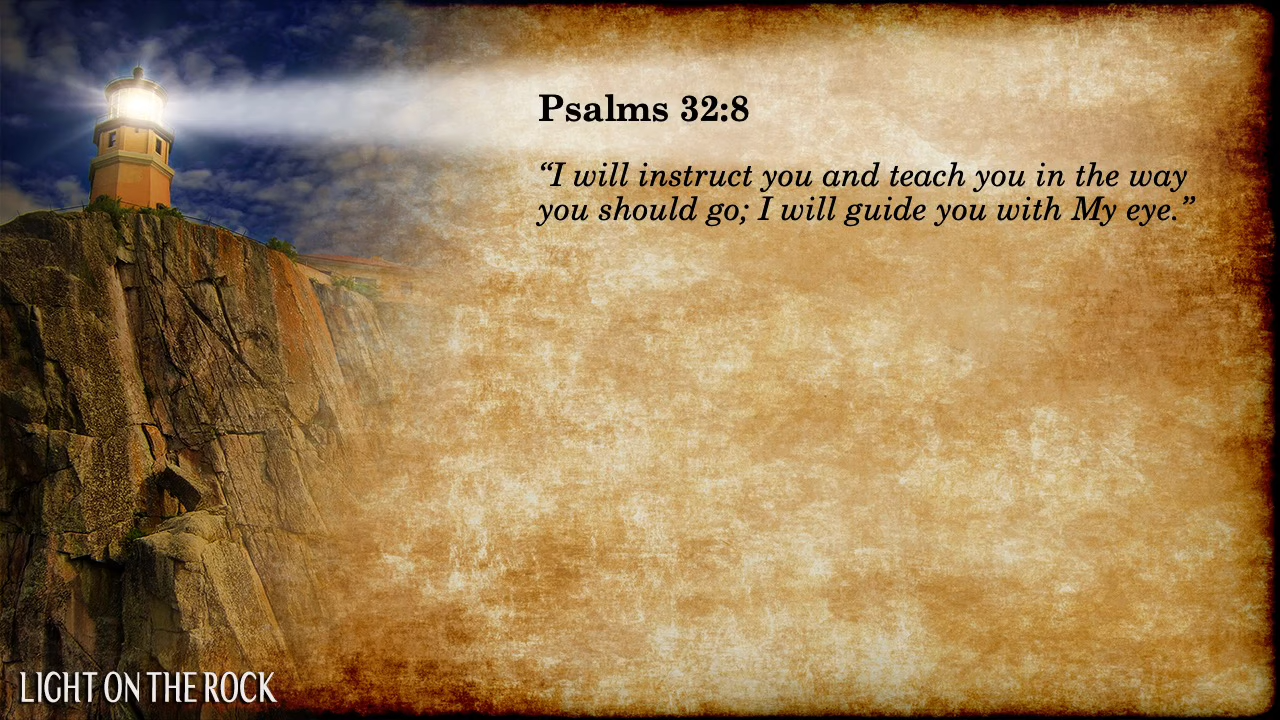 Psalms 32:8
“I will instruct you and teach you in the way
you should go; I will guide you with My eye.”
LIGHT ON THE ROCK